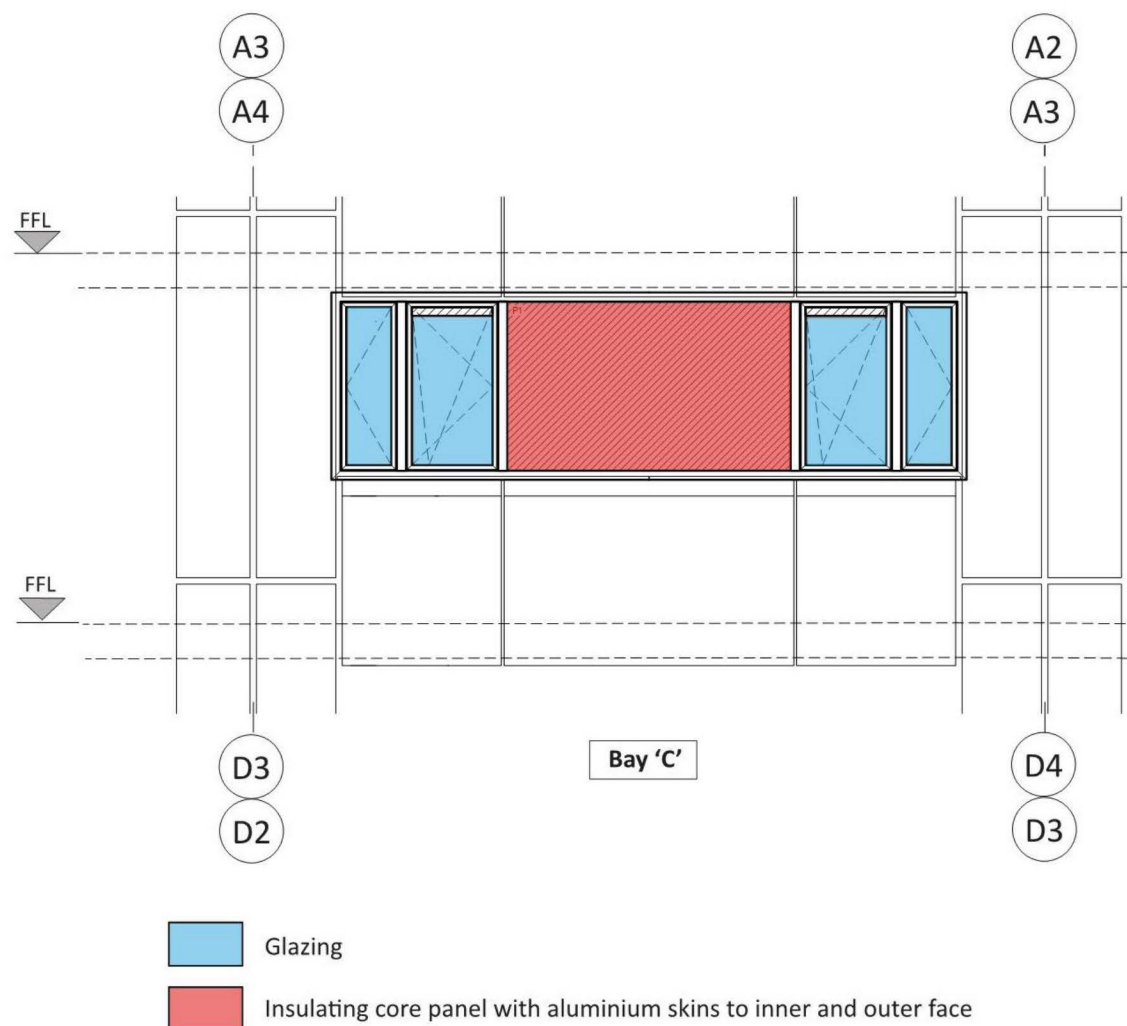 A3
A2
A4
A3
FFL
P1
FFL
Bay ‘C’
D3
D4
D2
D3
Glazing
Insulating core panel with aluminium skins to inner and outer face